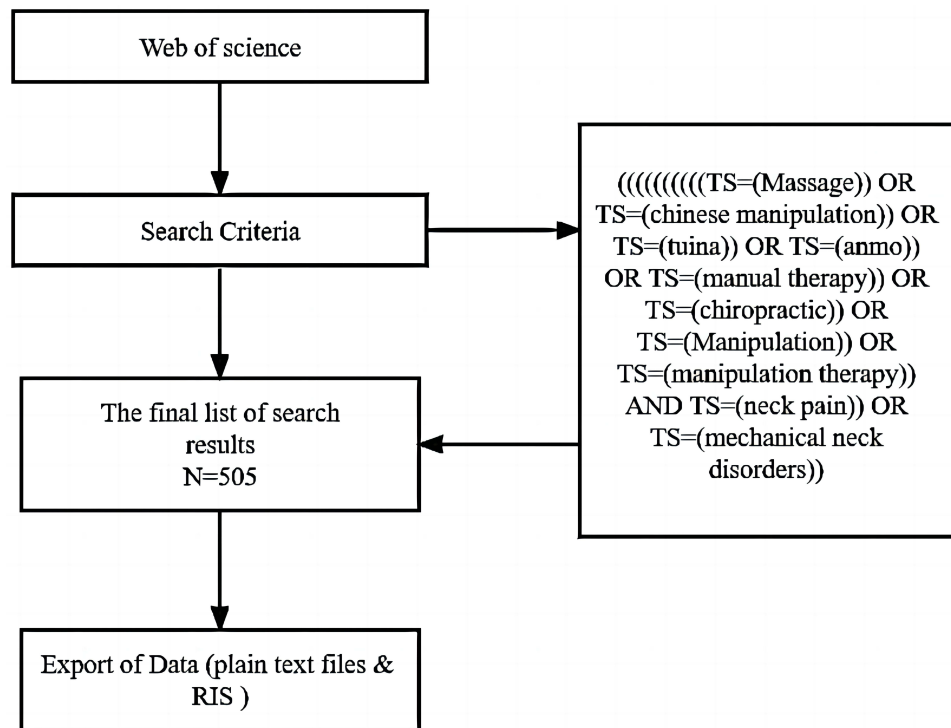 Web of science
Search Criteria
((((((((((TS=(Massage)) OR
TS=(chinese manipulation)) OR
TS=(tuina)) OR TS=(anmo))
OR TS=(manual therapy)) OR
TS=(chiropractic)) OR
TS=(Manipulation)) OR
TS=(manipulation therapy))
AND TS=(neck pain)) OR
TS=(mechanical neck
disorders))
The final list of search
results
N=505
Export of Data (plain text files &
RIS )